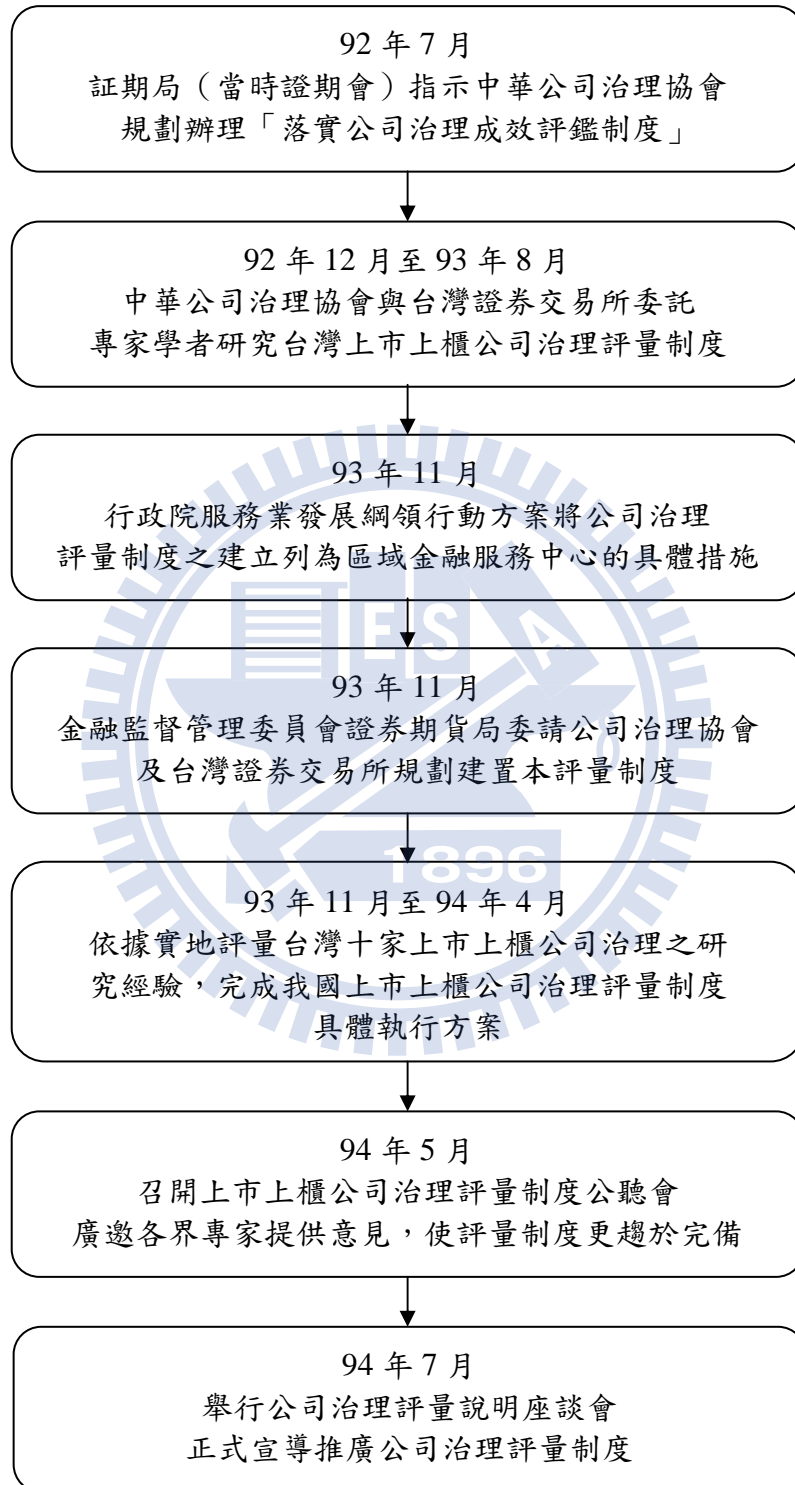 92 年 7 月
証期局（當時證期會）指示中華公司治理協會
規劃辦理「落實公司治理成效評鑑制度」
92 年 12 月至 93 年 8 月
中華公司治理協會與台灣證券交易所委託
專家學者研究台灣上市上櫃公司治理評量制度
93 年 11 月
行政院服務業發展綱領行動方案將公司治理
評量制度之建立列為區域金融服務中心的具體措施
ESA
93 年 11 月
金融監督管理委員會證券期貨局委請公司治理協會
及台灣證券交易所規劃建置本評量制度
1896
93 年 11 月至 94 年 4 月
依據實地評量台灣十家上市上櫃公司治理之研
究經驗，完成我國上市上櫃公司治理評量制度
具體執行方案
94 年 5 月
召開上市上櫃公司治理評量制度公聽會
廣邀各界專家提供意見，使評量制度更趨於完備
94 年 7 月
舉行公司治理評量說明座談會
正式宣導推廣公司治理評量制度